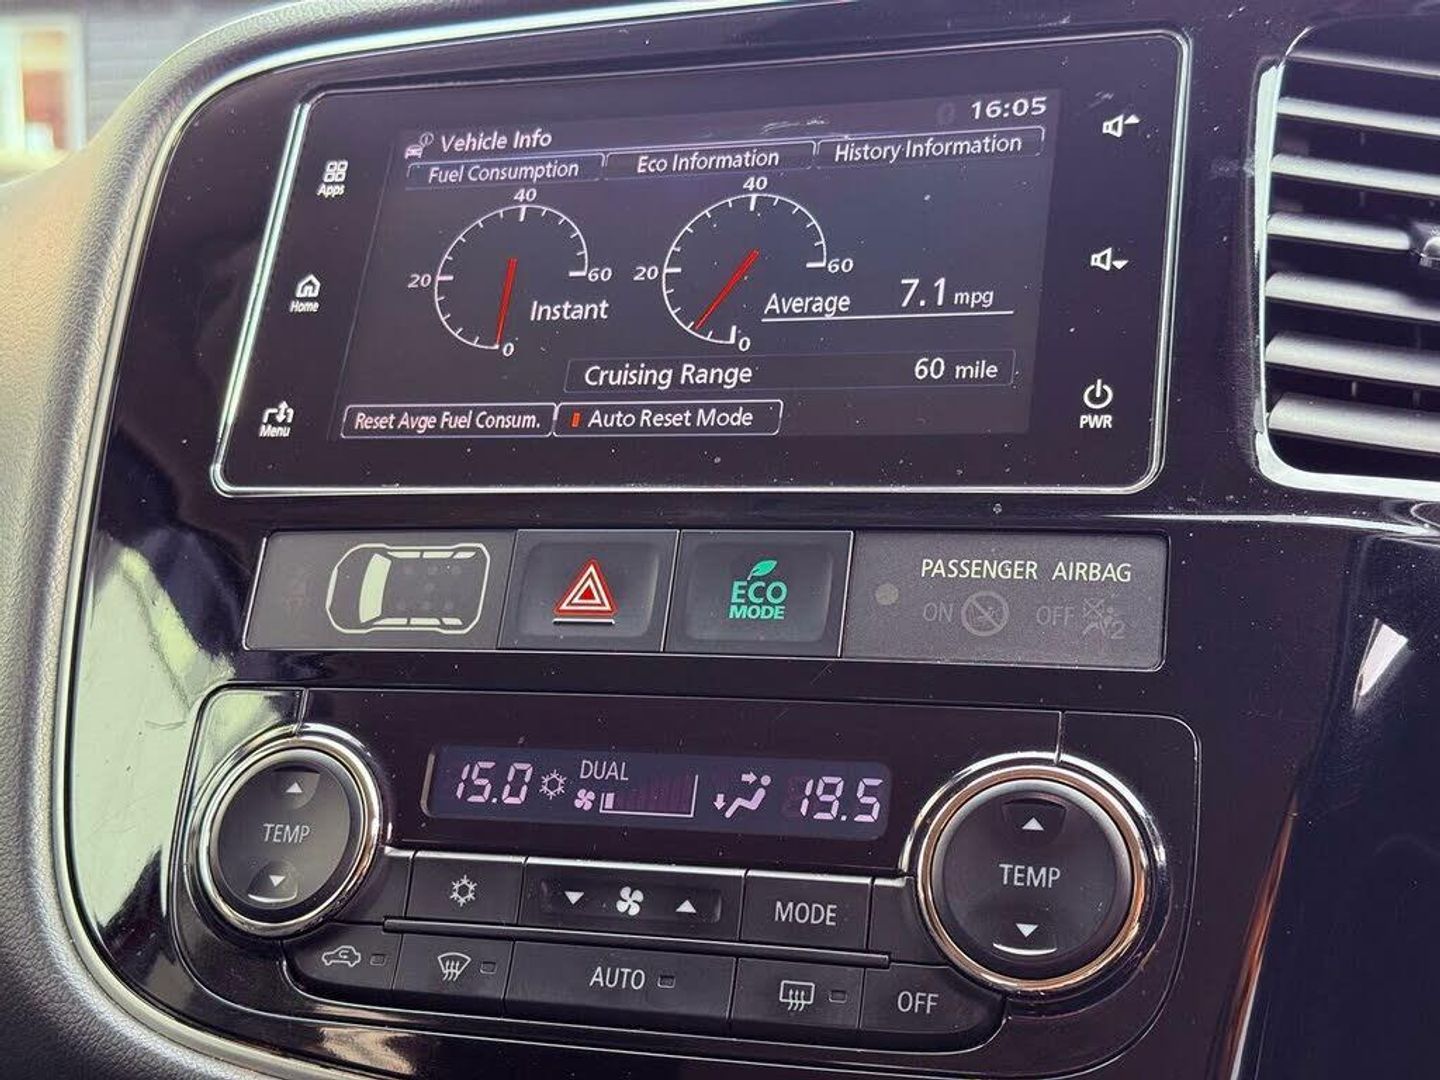 16:05
Vehicle Info
Fuel Consumption Eco Information History Information
Apps
40 40
20 60 20 60
Home
Instant Average 7.1 mpg
0 0
Cruising Range 60 mile
Menu
Reset Avge Fuel Consum. Auto Reset Mode
PWR
ECO
MODE
PASSENGER AIRBAG
ON OFF 2
DUAL
15.0 19.5
TEMP
TEMP
MODE
AUTO
OFF